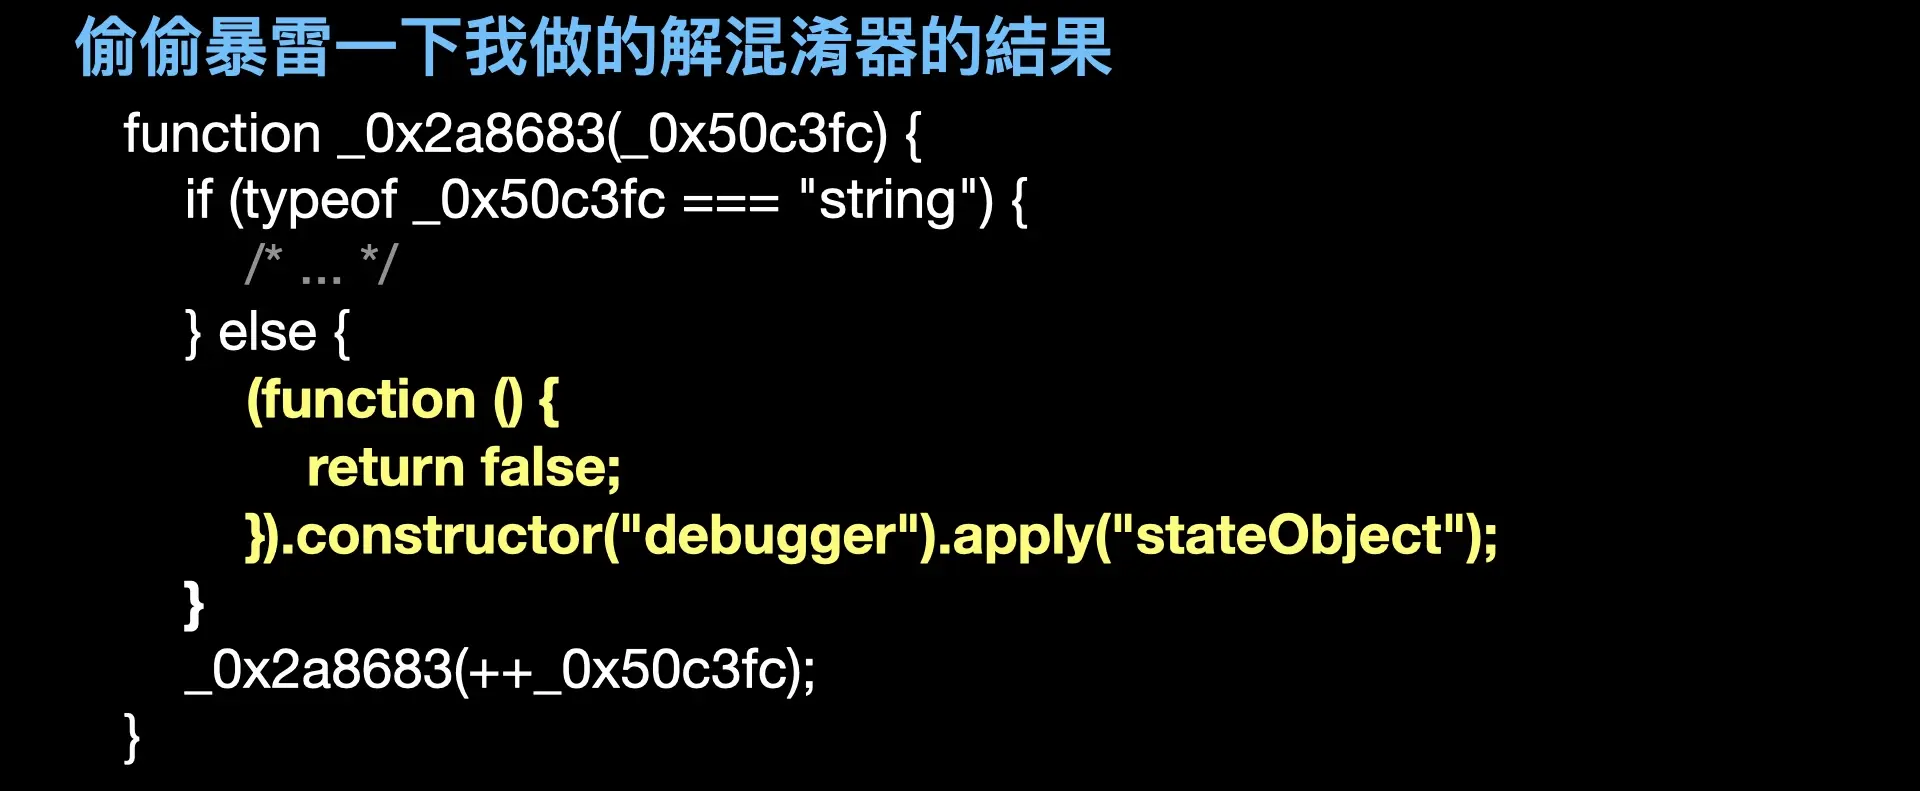 偷偷暴雷一下我做的解混淆器的結果
function _0x2a8683(_0x50c3fc) {
if (typeof _0x50c3fc === "string") {
/* ... */
} else {
(function () {
return false;
}).constructor("debugger").apply("stateObject");
}
_0x2a8683(++_0x50c3fc);
}